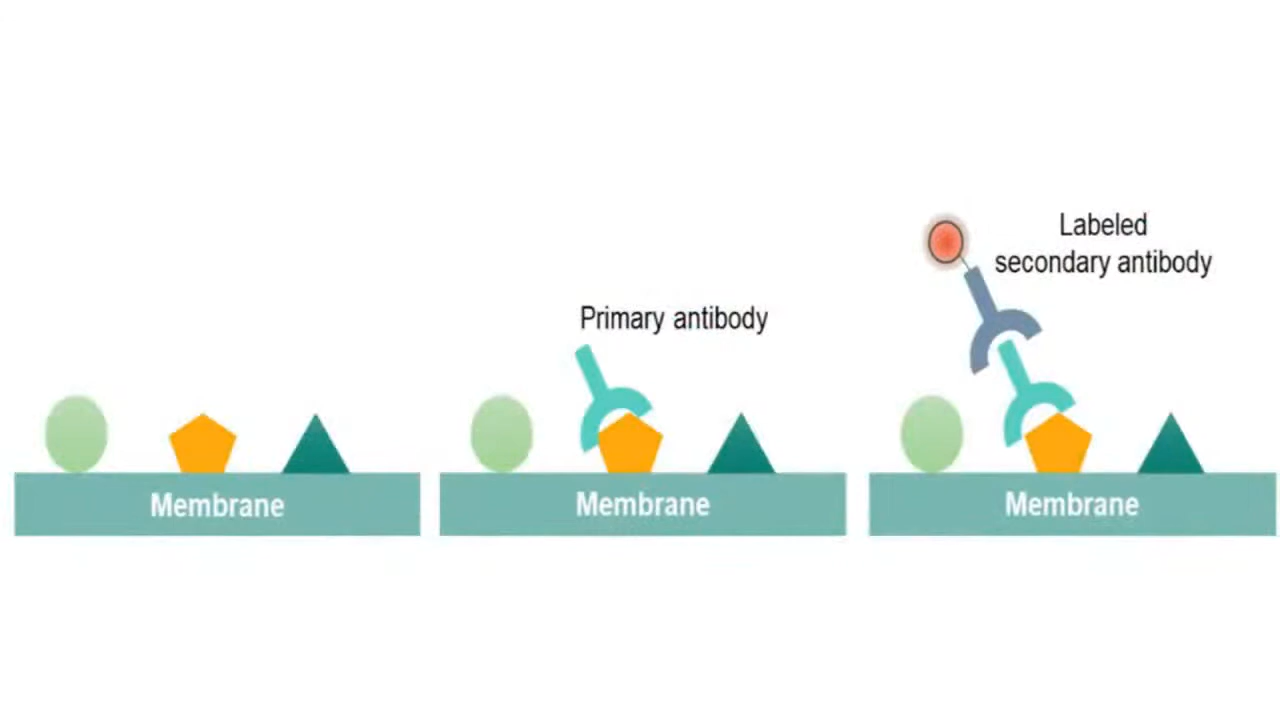 Labeled
secondary antibody
Primary antibody
Membrane
Membrane
Membrane